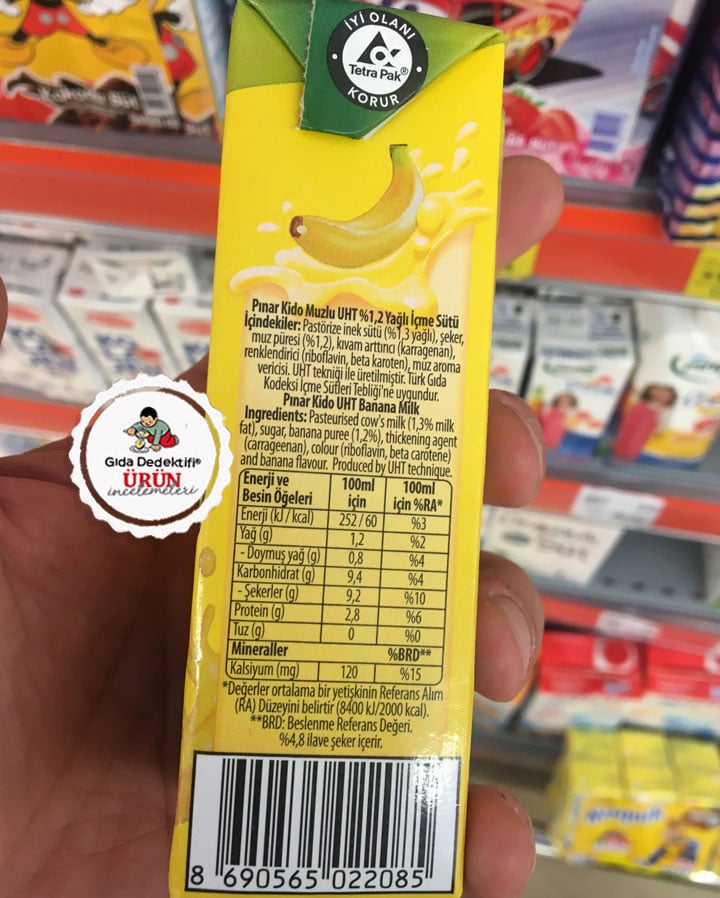 İYİ OLANI
Tetra Pak®
KORUR
Pınar Kido Muzlu UHT %1,2 Yağlı İçme Sütü
İçindekiler: Pastörize inek sütü (%1,3 yağlı), şeker,
muz püresi (%1,2), kıvam arttırıcı (karragenan),
renklendirici (riboflavin, beta karoten), muz aroma
vericisi. UHT tekniği ile üretilmiştir. Türk Gıda
Kodeksi İçme Sütleri Tebliği'ne uygundur.
Pınar Kido UHT Banana Milk
Ingredients: Pasteurised cow's milk (1,3% milk
fat), sugar, banana puree (1,2%), thickening agent
(carrageenan), colour (riboflavin, beta carotene)
and banana flavour. Produced by UHT technique.
Enerji ve Besin Öğeleri 100ml için 100ml için %RA*
Enerji (kJ / kcal) 252 / 60 %3
Yağ (g) 1,2 %2
- Doymuş yağ (g) 0,8 %4
Karbonhidrat (g) 9,4 %4
- Şekerler (g) 9,2 %10
Protein (g) 2,8 %6
Tuz (g) 0 %0
Mineraller %BRD**
Kalsiyum (mg) 120 %15
*Değerler ortalama bir yetişkinin Referans Alım
(RA) Düzeyini belirtir (8400 kJ/2000 kcal).
**BRD: Beslenme Referans Değeri.
%4,8 ilave şeker içerir.
8 690565 022085
Gıda Dedektifi®
ÜRÜN
incelemeleri